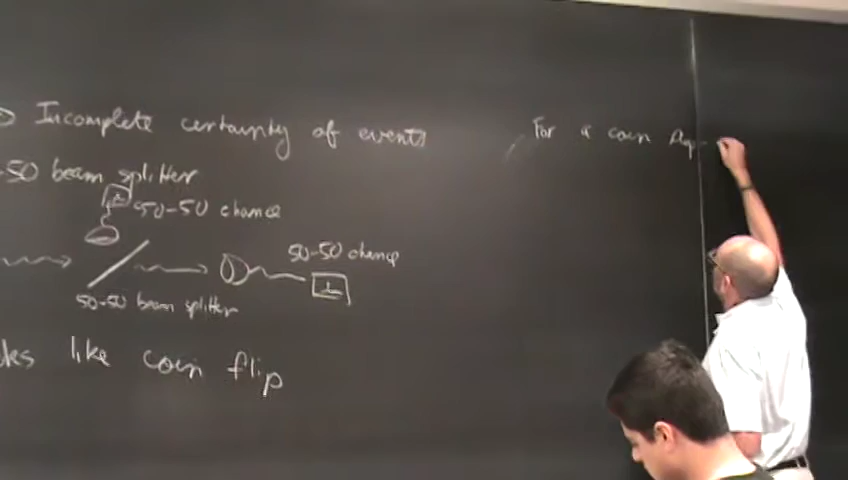 Incomplete certainty of events
-50 beam splitter
50-50 chance
50-50 chance
50-50 beam splitter
ks like coin flip
For a coin flip